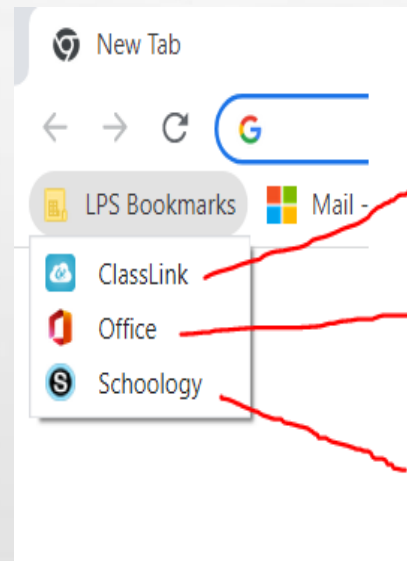 New Tab
G
LPS Bookmarks Mail -
ClassLink
Office
S Schoology